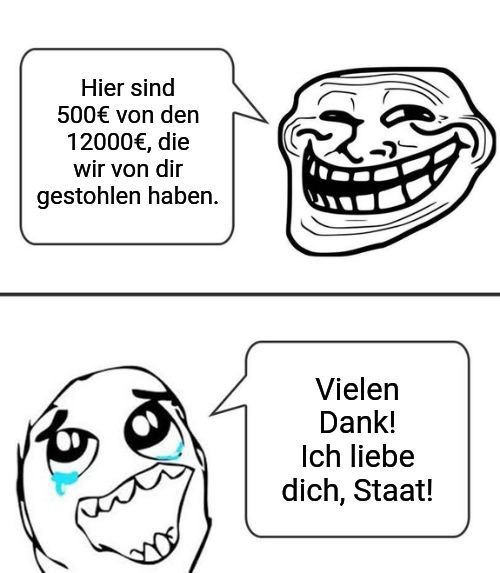 Hier sind
500€ von den
12000€, die
wir von dir
gestohlen haben.
Vielen
Dank!
Ich liebe
dich, Staat!